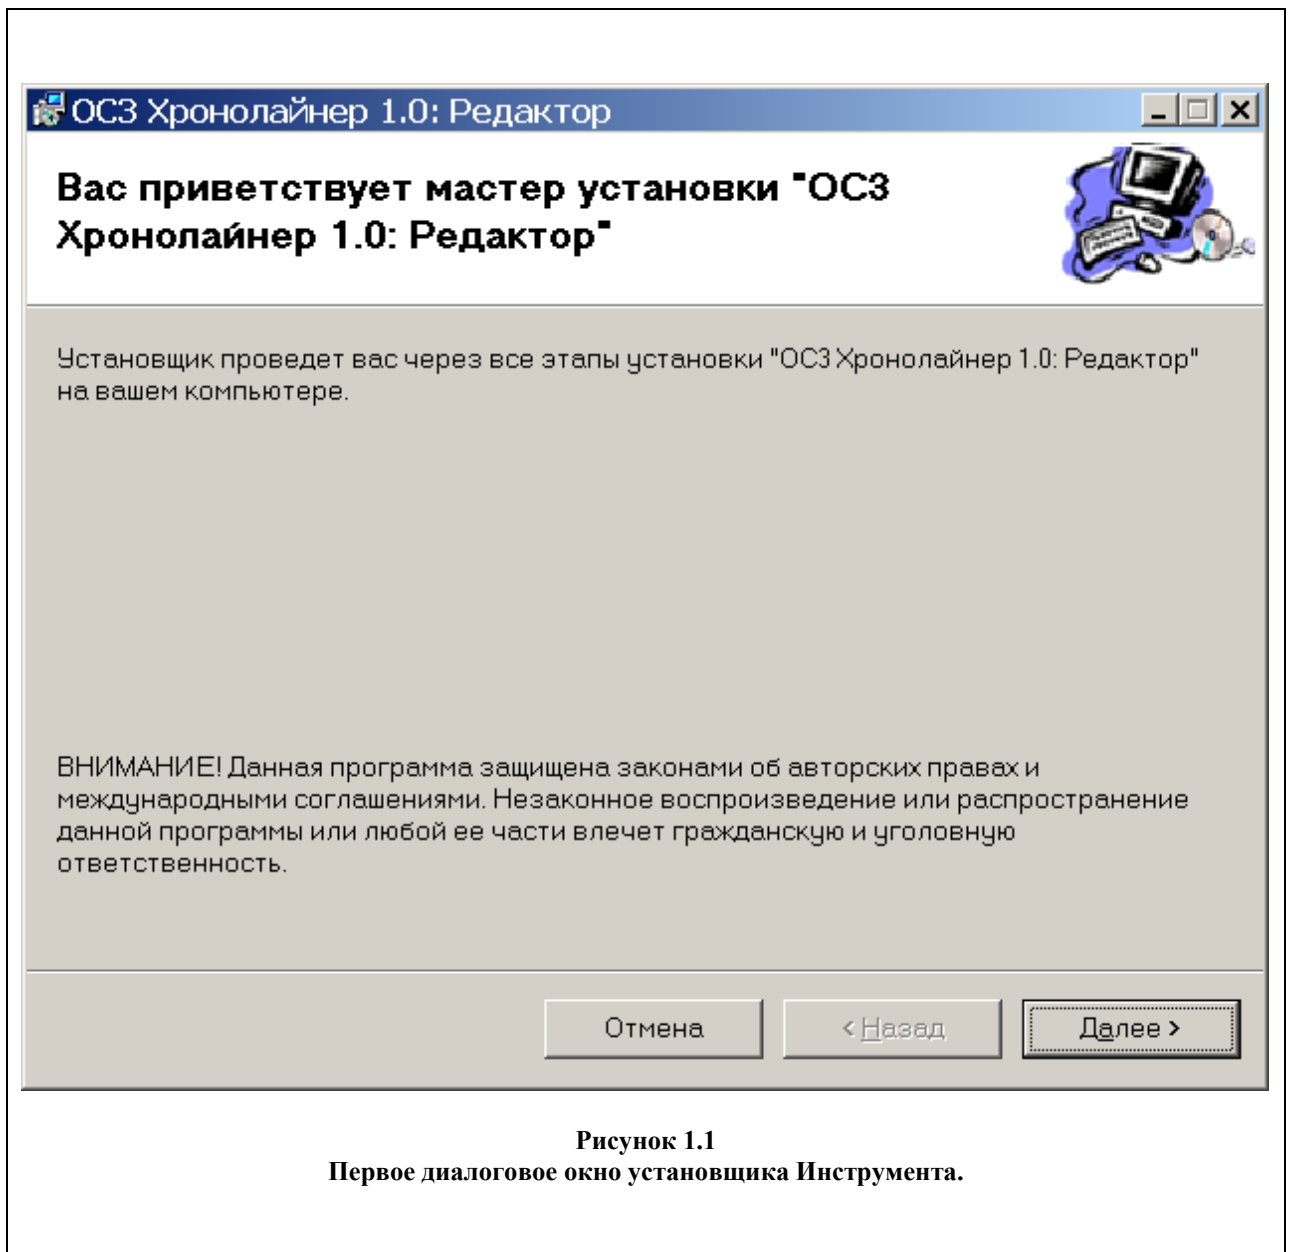 ОС3 Хронолайнер 1.0: Редактор
Вас приветствует мастер установки "ОС3
Хронолайнер 1.0: Редактор"
Установщик проведет вас через все этапы установки "ОС3 Хронолайнер 1.0: Редактор"
на вашем компьютере.
ВНИМАНИЕ! Данная программа защищена законами об авторских правах и
международными соглашениями. Незаконное воспроизведение или распространение
данной программы или любой ее части влечет гражданскую и уголовную
ответственность.
Отмена
< Назад
Далее >
Рисунок 1.1
Первое диалоговое окно установщика Инструмента.